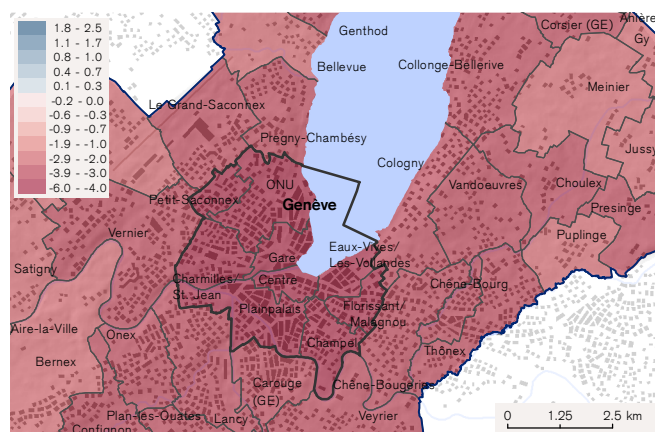 1.8 - 2.5
1.1 - 1.7
0.8 - 1.0
0.4 - 0.7
0.1 - 0.3
-0.2 - 0.0
-0.6 - -0.3
-0.9 - -0.7
-1.9 - -1.0
-2.9 - -2.0
-3.9 - -3.0
-6.0 - -4.0
Genthod
Corsier (GE)
Anières
Gy
Bellevue
Collonge-Bellerive
Meinier
Le Grand-Saconnex
Pregny-Chambésy
Jussy
Cologny
ONU
Vandoeuvres
Choulex
Petit-Saconnex
Genève
Presinge
Vernier
Puplinge
Eaux-Vives/
Les-Vollandes
Gare
Satigny
Charmilles/
St. Jean
Centre
Chêne-Bourg
Plainpalais
Florissant/
Malagnou
Aire-la-Ville
Onex
Champel
Thônex
Bernex
Carouge
(GE)
Chêne-Bougeries
Plan-les-Ouates
Lancy
Veyrier
Confignon
0 1.25 2.5 km